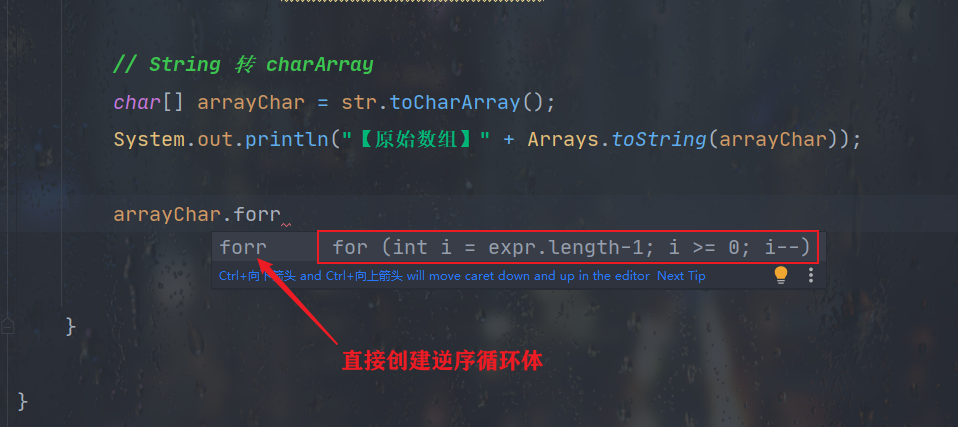 // String 转 charArray
char[] arrayChar = str.toCharArray();
System.out.println("【原始数组】" + Arrays.toString(arrayChar));
arrayChar.forr
forr for (int i = expr.length-1; i >= 0; i--)
Ctrl+向下箭头 and Ctrl+向上箭头 will move caret down and up in the editor Next Tip
}
直接创建逆序循环体
}